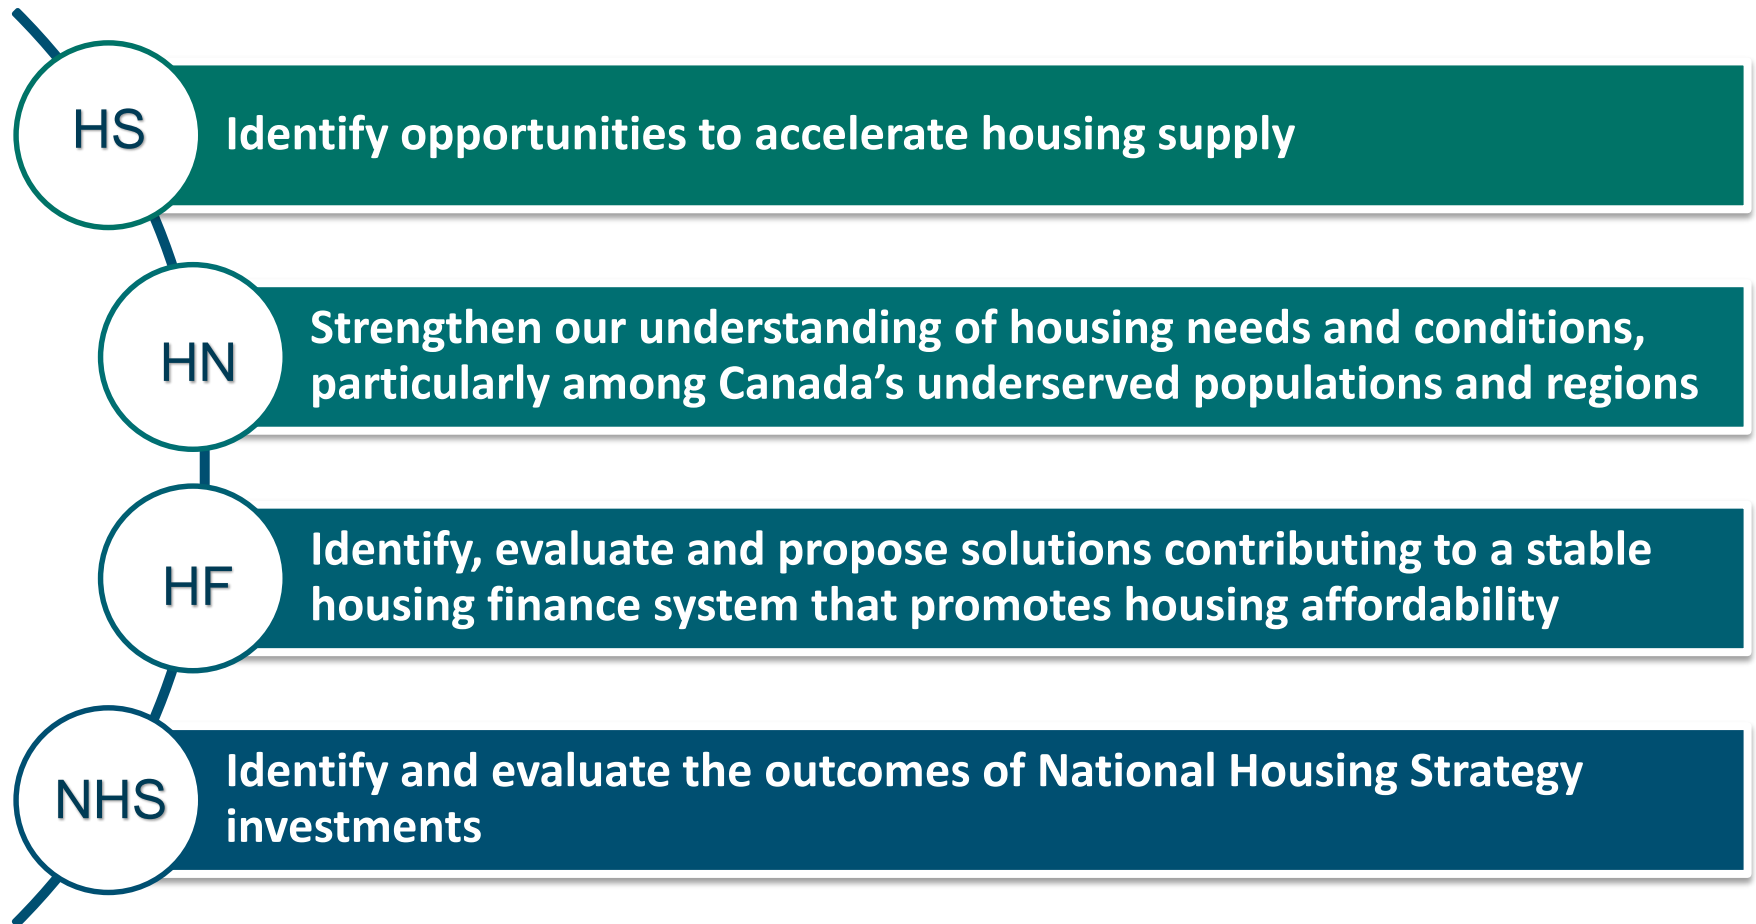 HS
Identify opportunities to accelerate housing supply
HN
Strengthen our understanding of housing needs and conditions,
particularly among Canada’s underserved populations and regions
HF
Identify, evaluate and propose solutions contributing to a stable
housing finance system that promotes housing affordability
NHS
Identify and evaluate the outcomes of National Housing Strategy
investments